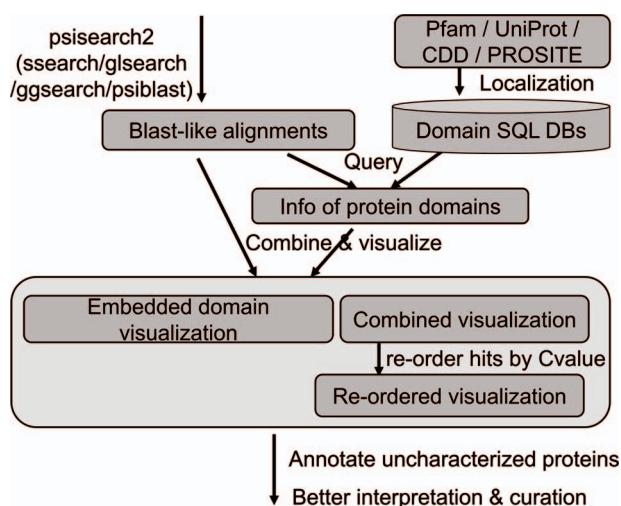 psisearch2
(ssearch/glsearch
/ggsearch/psiblast)
Pfam / UniProt /
CDD / PROSITE
Localization
Blast-like alignments
Domain SQL DBs
Query
Info of protein domains
Combine & visualize
Embedded domain
visualization
Combined visualization
re-order hits by Cvalue
Re-ordered visualization
Annotate uncharacterized proteins
Better interpretation & curation